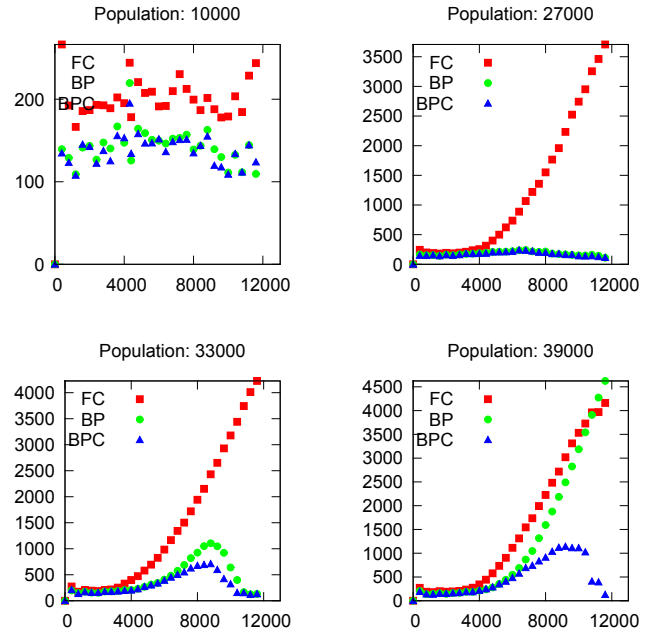 Population: 10000
FC
BP
BPC
200
100
0
0 4000 8000 12000
Population: 27000
FC
BP
BPC
3500
3000
2500
2000
1500
1000
500
0
0 4000 8000 12000
Population: 33000
FC
BP
BPC
4000
3500
3000
2500
2000
1500
1000
500
0
0 4000 8000 12000
Population: 39000
FC
BP
BPC
4500
4000
3500
3000
2500
2000
1500
1000
500
0
0 4000 8000 12000